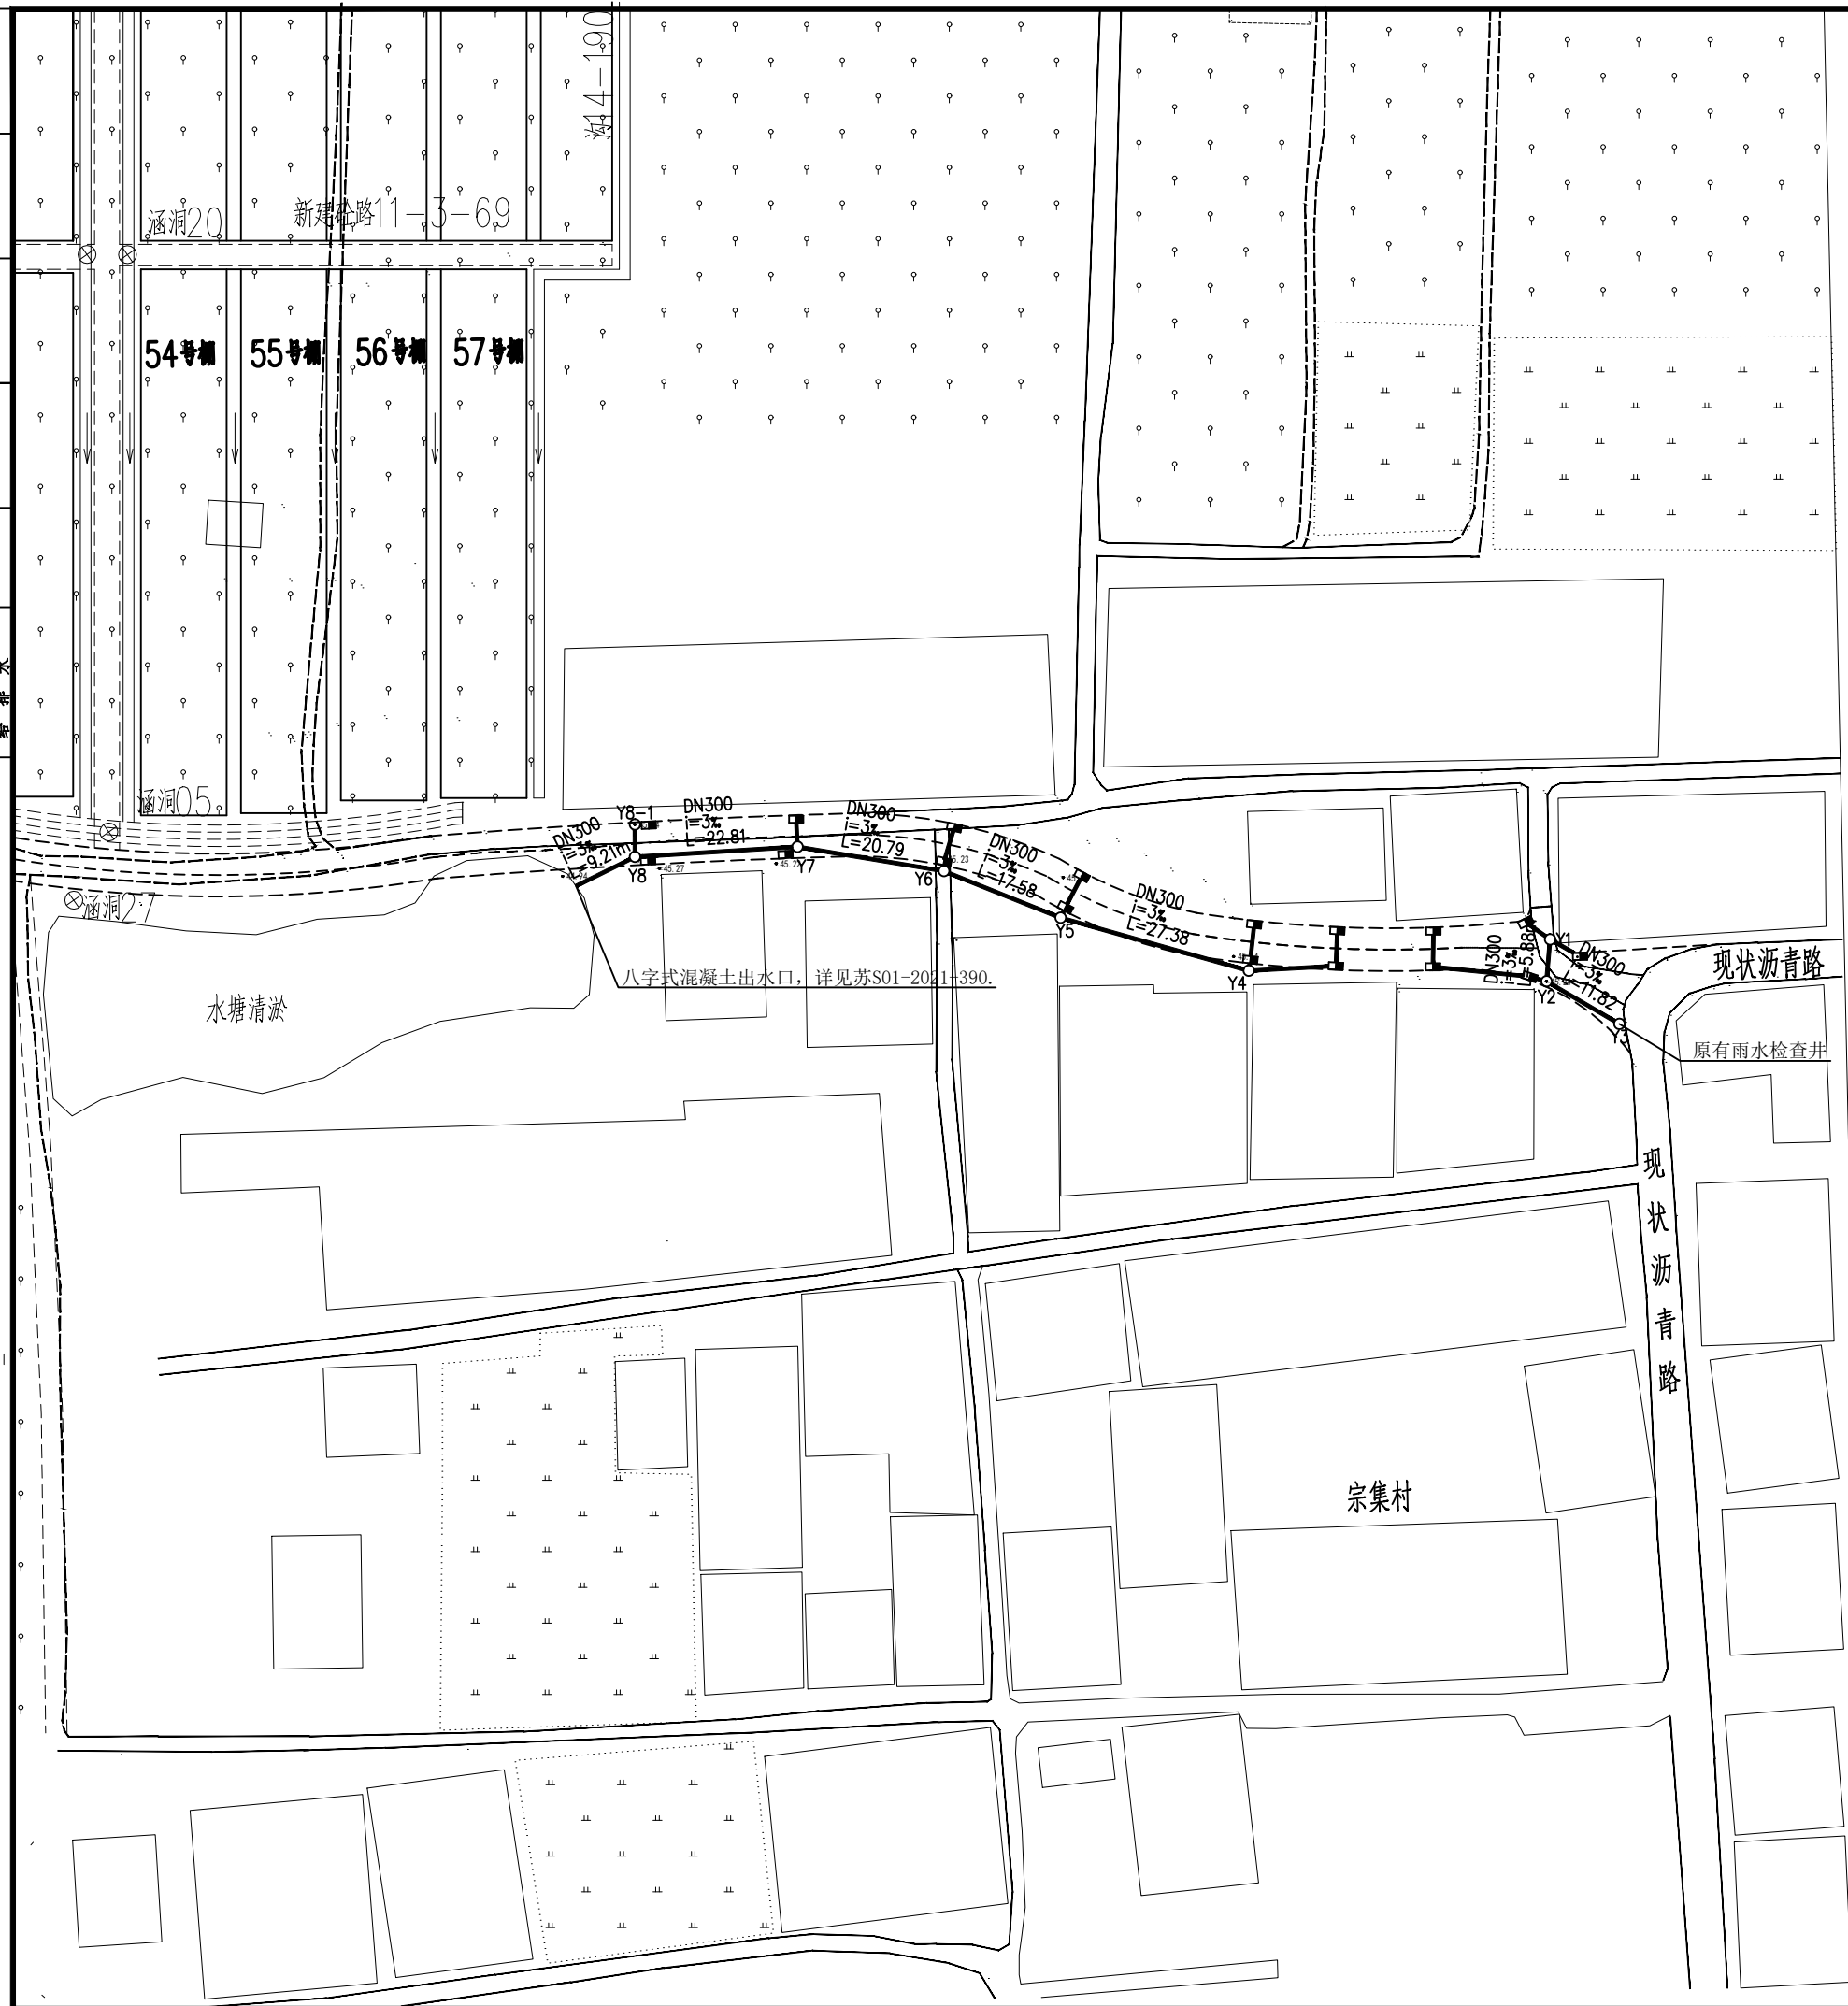 沟14-190
涵洞20
新建砼路11-3-69
54号棚
55号棚
56号棚
57号棚
给排水
涵洞05
涵洞27
Y8-1
DN300
i=3‰
L=9.21m
DN300
i=3‰
L=22.81
DN300
i=3‰
L=20.79
DN300
i=3‰
L=17.58
DN300
i=3‰
L=27.38
DN300
i=3‰
L=5.88
DN300
i=3‰
L=11.82
Y8
45.27
Y7
Y6
Y5
Y4
Y1
Y2
Y3
现状沥青路
八字式混凝土出水口，详见苏S01-2021-390.
水塘清淤
原有雨水检查井
现状沥青路
宗集村